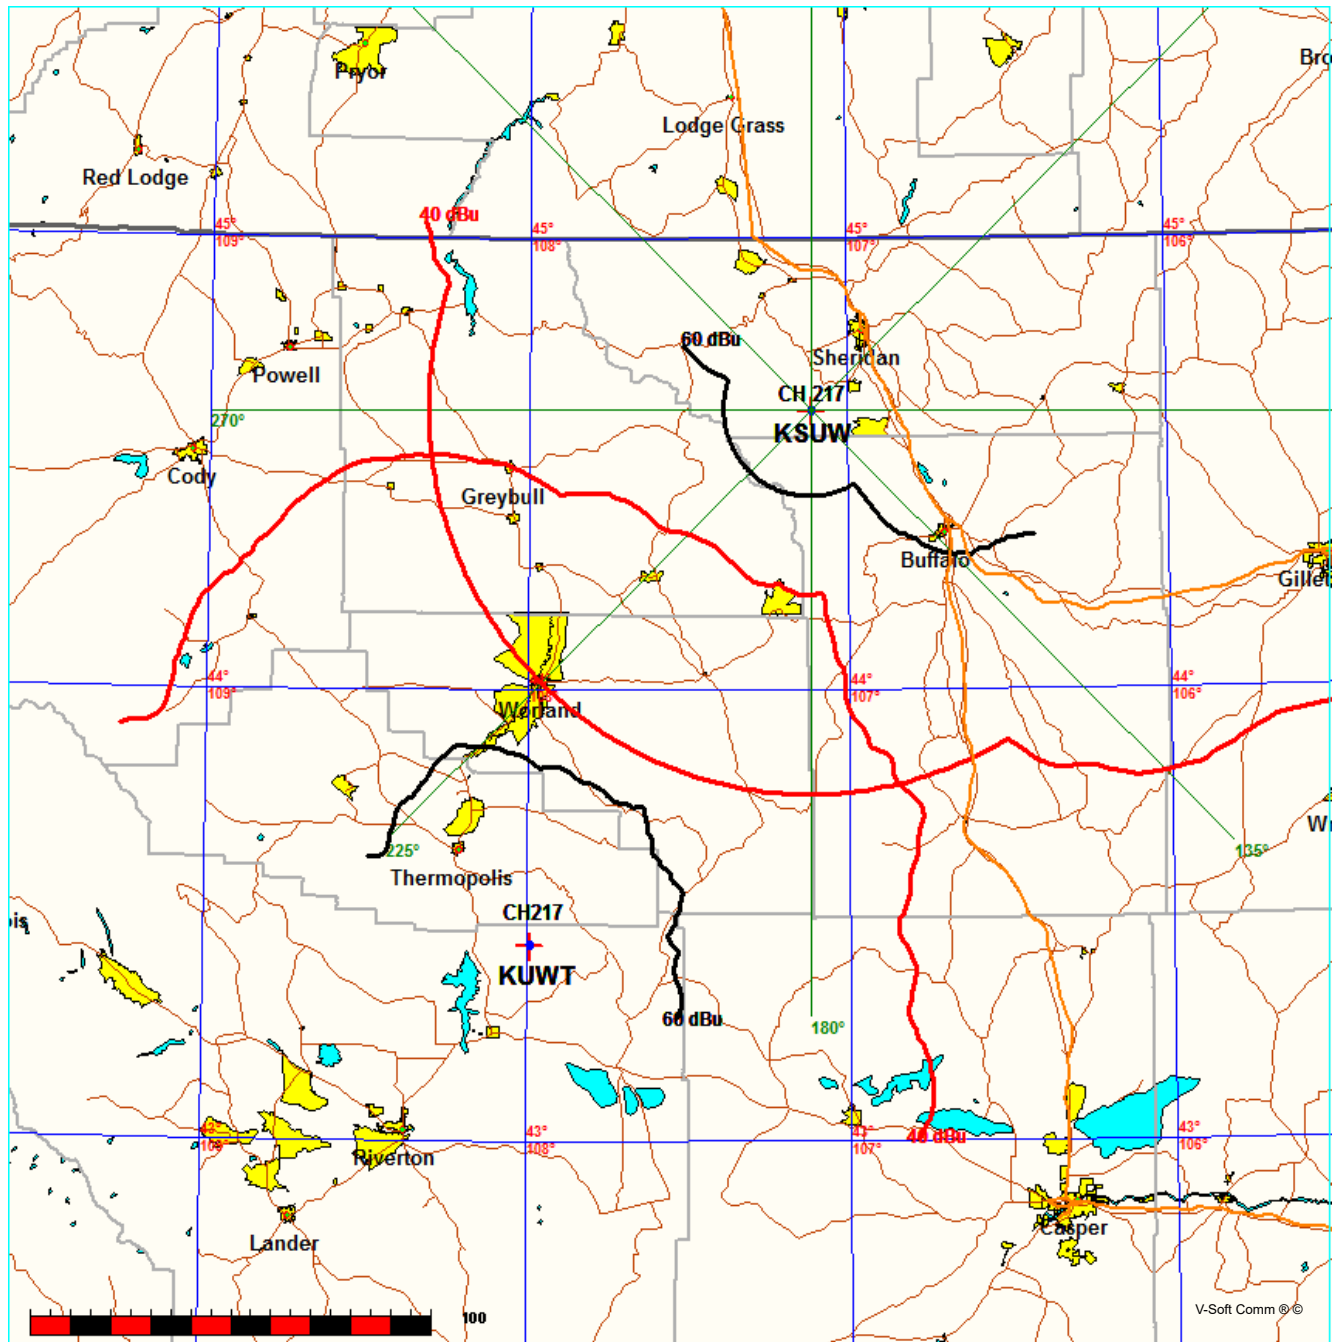 Pryor
Bro
Lodge Grass
Red Lodge
40 dBu
45°
109°
45°
108°
45°
107°
45°
106°
60 dBu
Sheridan
Powell
CH 217
270°
KSUW
Cody
Greybull
Buffalo
Gillet
44°
109°
44°
107°
44°
106°
Worland
Wr
225°
135°
Thermopolis
CH217
is
KUWT
60 dBu
180°
43°
43°
108°
43°
107°
40 dBu
43°
106°
Riverton
Casper
Lander
100
V-Soft Comm ® ©